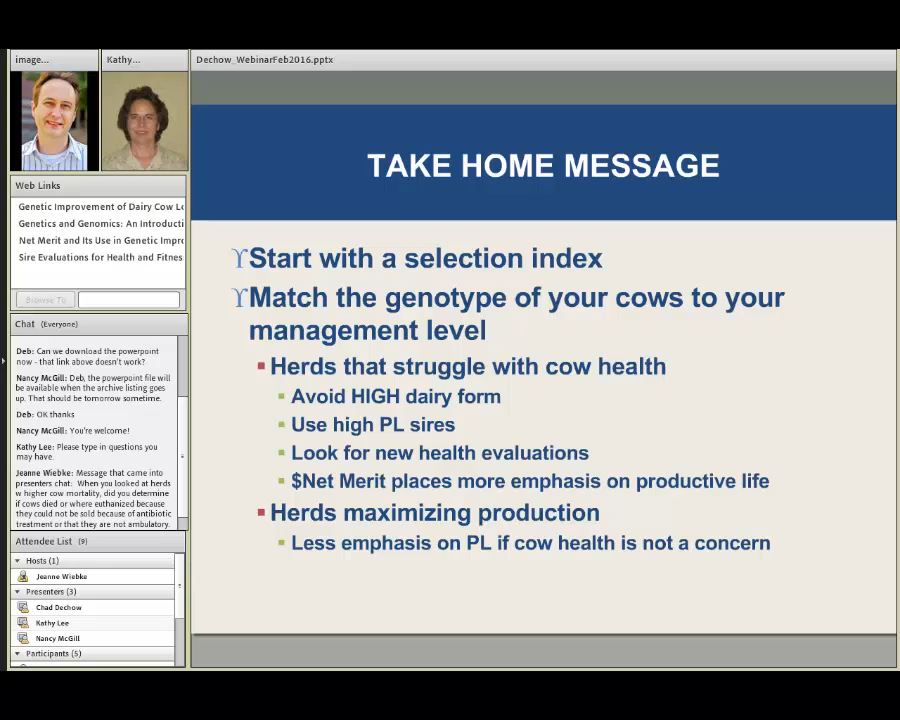 image...
Kathy...
Dechow_WebinarFeb2016.pptx
Web Links
Genetic Improvement of Dairy Cow Lo
Genetics and Genomics: An Introducti
Net Merit and Its Use in Genetic Impro
Sire Evaluations for Health and Fitnes
Browse To
Chat (Everyone)
Deb: Can we download the powerpoint
now - that link above doesn't work?
Nancy McGill: Deb, the powerpoint file will
be available when the archive listing goes
up. That should be tomorrow sometime.
Deb: OK thanks
Nancy McGill: You're welcome!
Kathy Lee: Please type in questions you
may have.
Jeanne Wiebke: Message that came into
presenters chat: When you looked at herds
w higher cow mortality, did you determine
if cows died or where euthanized because
they could not be sold because of antibiotic
treatment or that they are not ambulatory.
Attendee List (9)
Hosts (1)
Jeanne Wiebke
Presenters (3)
Chad Dechow
Kathy Lee
Nancy McGill
Participants (5)
TAKE HOME MESSAGE
Start with a selection index
Match the genotype of your cows to your
management level
Herds that struggle with cow health
Avoid HIGH dairy form
Use high PL sires
Look for new health evaluations
$Net Merit places more emphasis on productive life
Herds maximizing production
Less emphasis on PL if cow health is not a concern